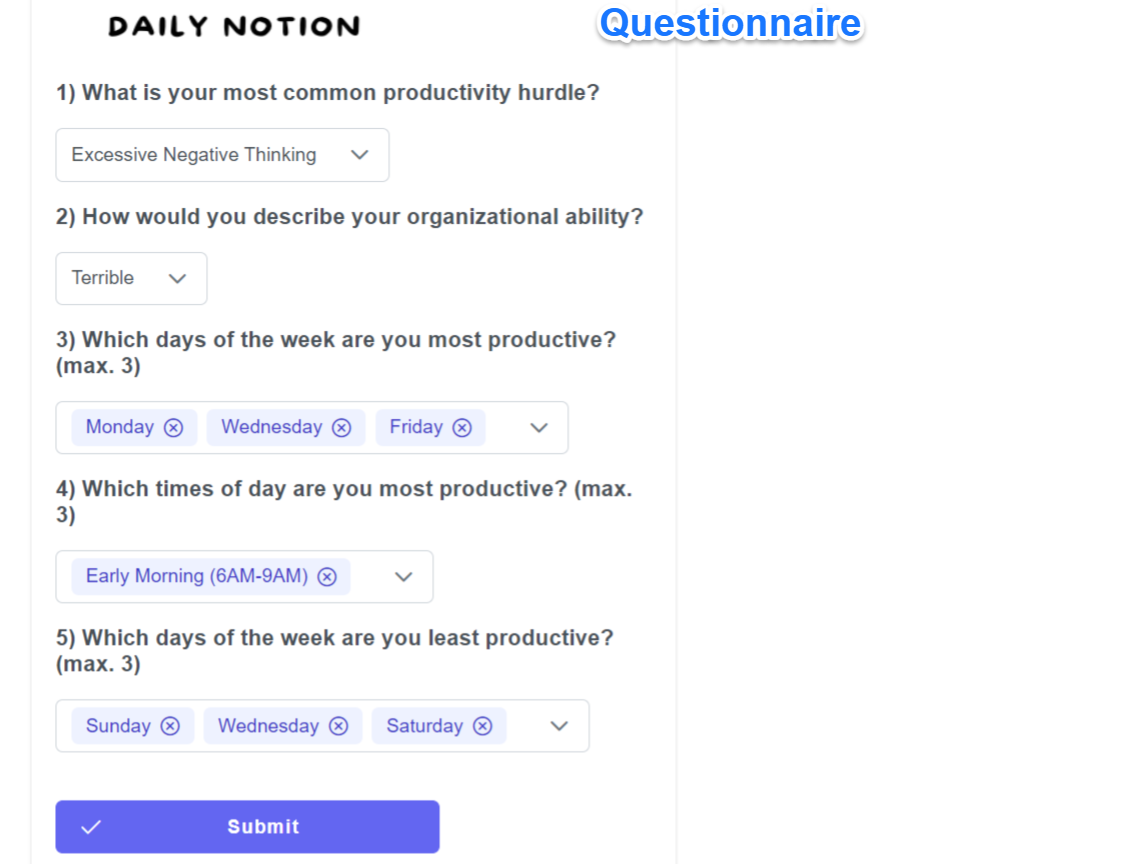 DAILY NOTION
Questionnaire
1) What is your most common productivity hurdle?
Excessive Negative Thinking
2) How would you describe your organizational ability?
Terrible
3) Which days of the week are you most productive?
(max. 3)
Monday Wednesday Friday
4) Which times of day are you most productive? (max.
3)
Early Morning (6AM-9AM)
5) Which days of the week are you least productive?
(max. 3)
Sunday Wednesday Saturday
Submit